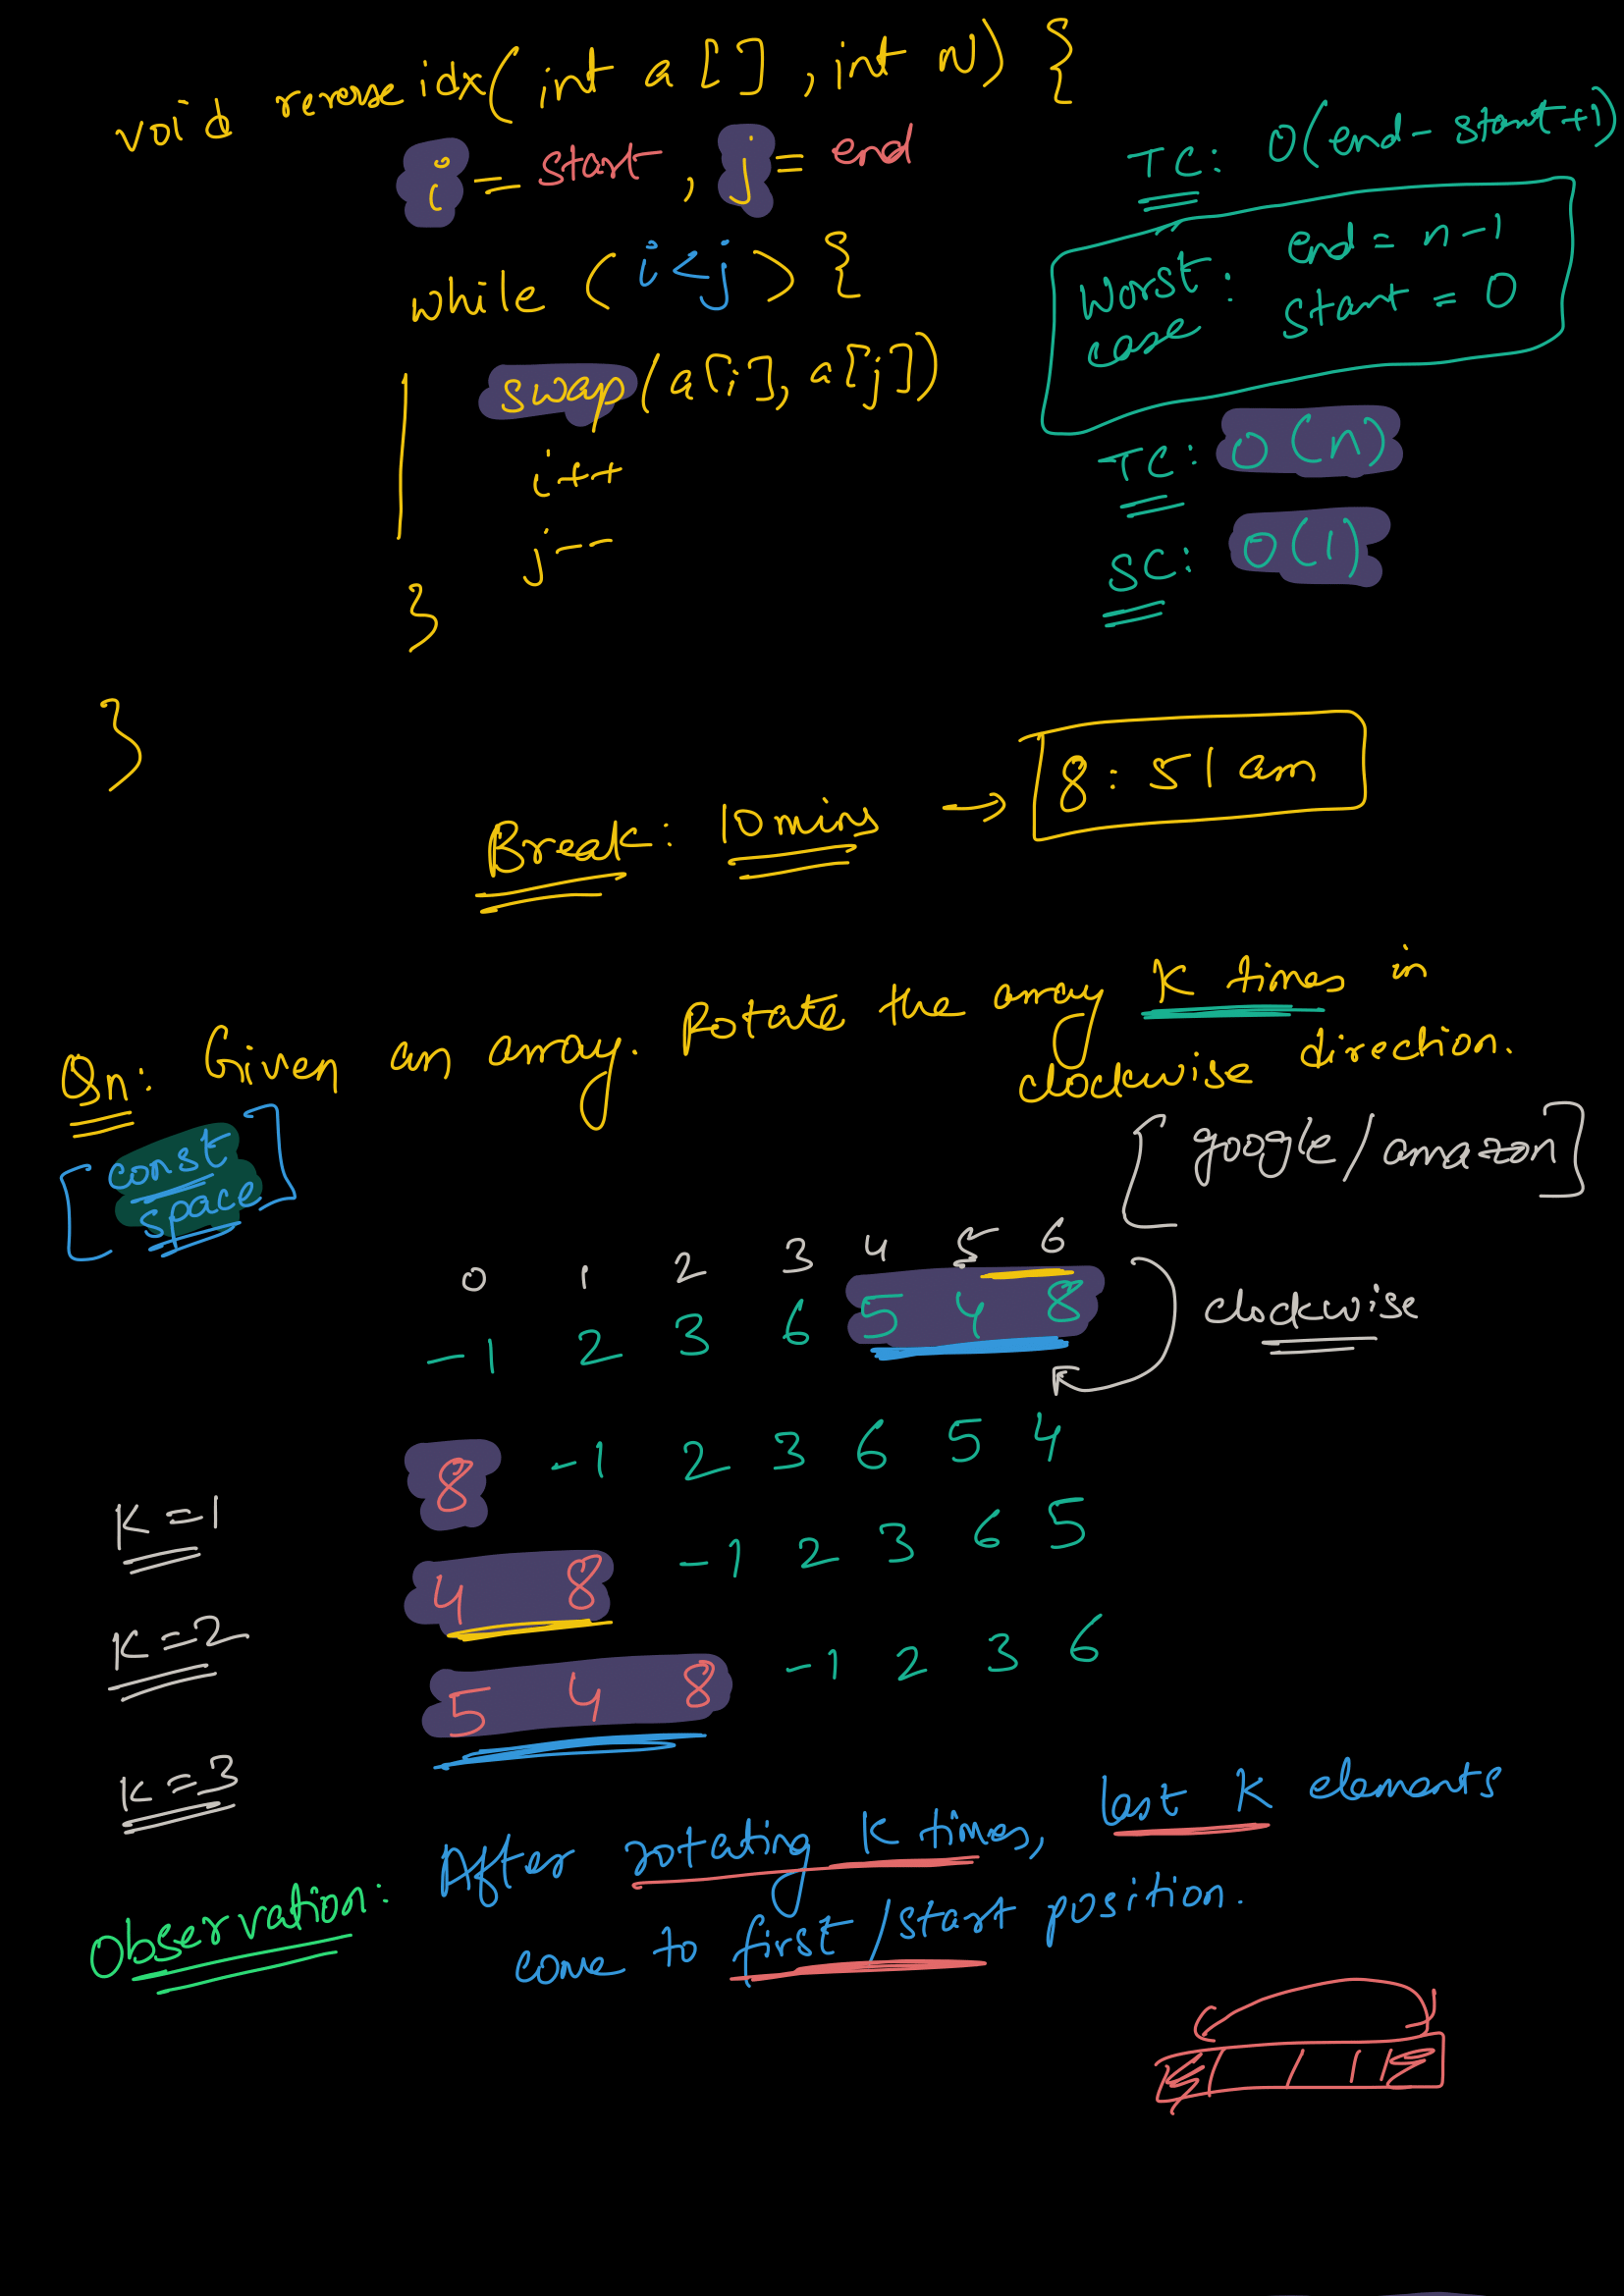 void reverse idx(int a[], int N) {
i = start, j = end
while (i<j) {
swap(a[i], a[j])
i++
j--
}
}
TC: O(end - start+1)
Worst case: end = n-1
start = 0
TC: O(n)
SC: O(1)
Break: 10mins → 8:51 am
Qn: Given an array. Rotate the array K times in
clockwise direction.
[const
space]
[google/amazon]
0 1 2 3 4 5 6
-1 2 3 6 5 4 8
clockwise
K=1 8 -1 2 3 6 5 4
K=2 4 8 -1 2 3 6 5
K=3 5 4 8 -1 2 3 6
Observation: After rotating K times, last K elements
come to first/start position.